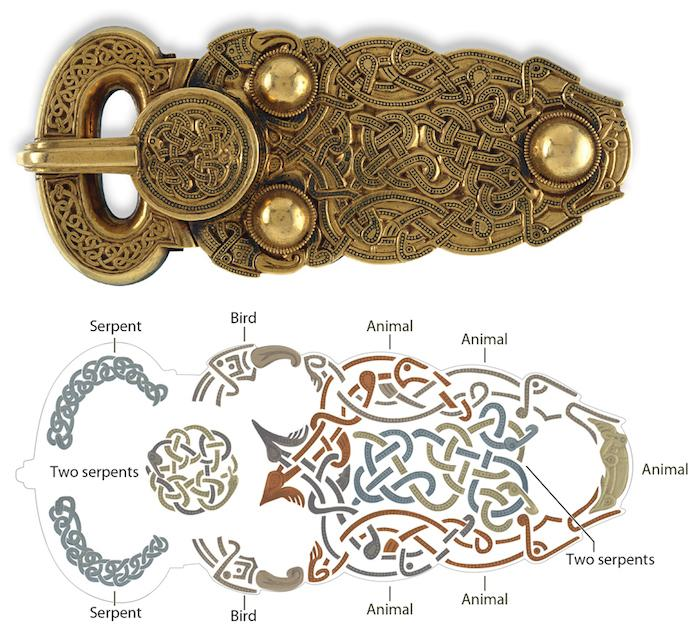 Serpent
Bird
Animal
Animal
Two serpents
Animal
Two serpents
Serpent
Bird
Animal
Animal